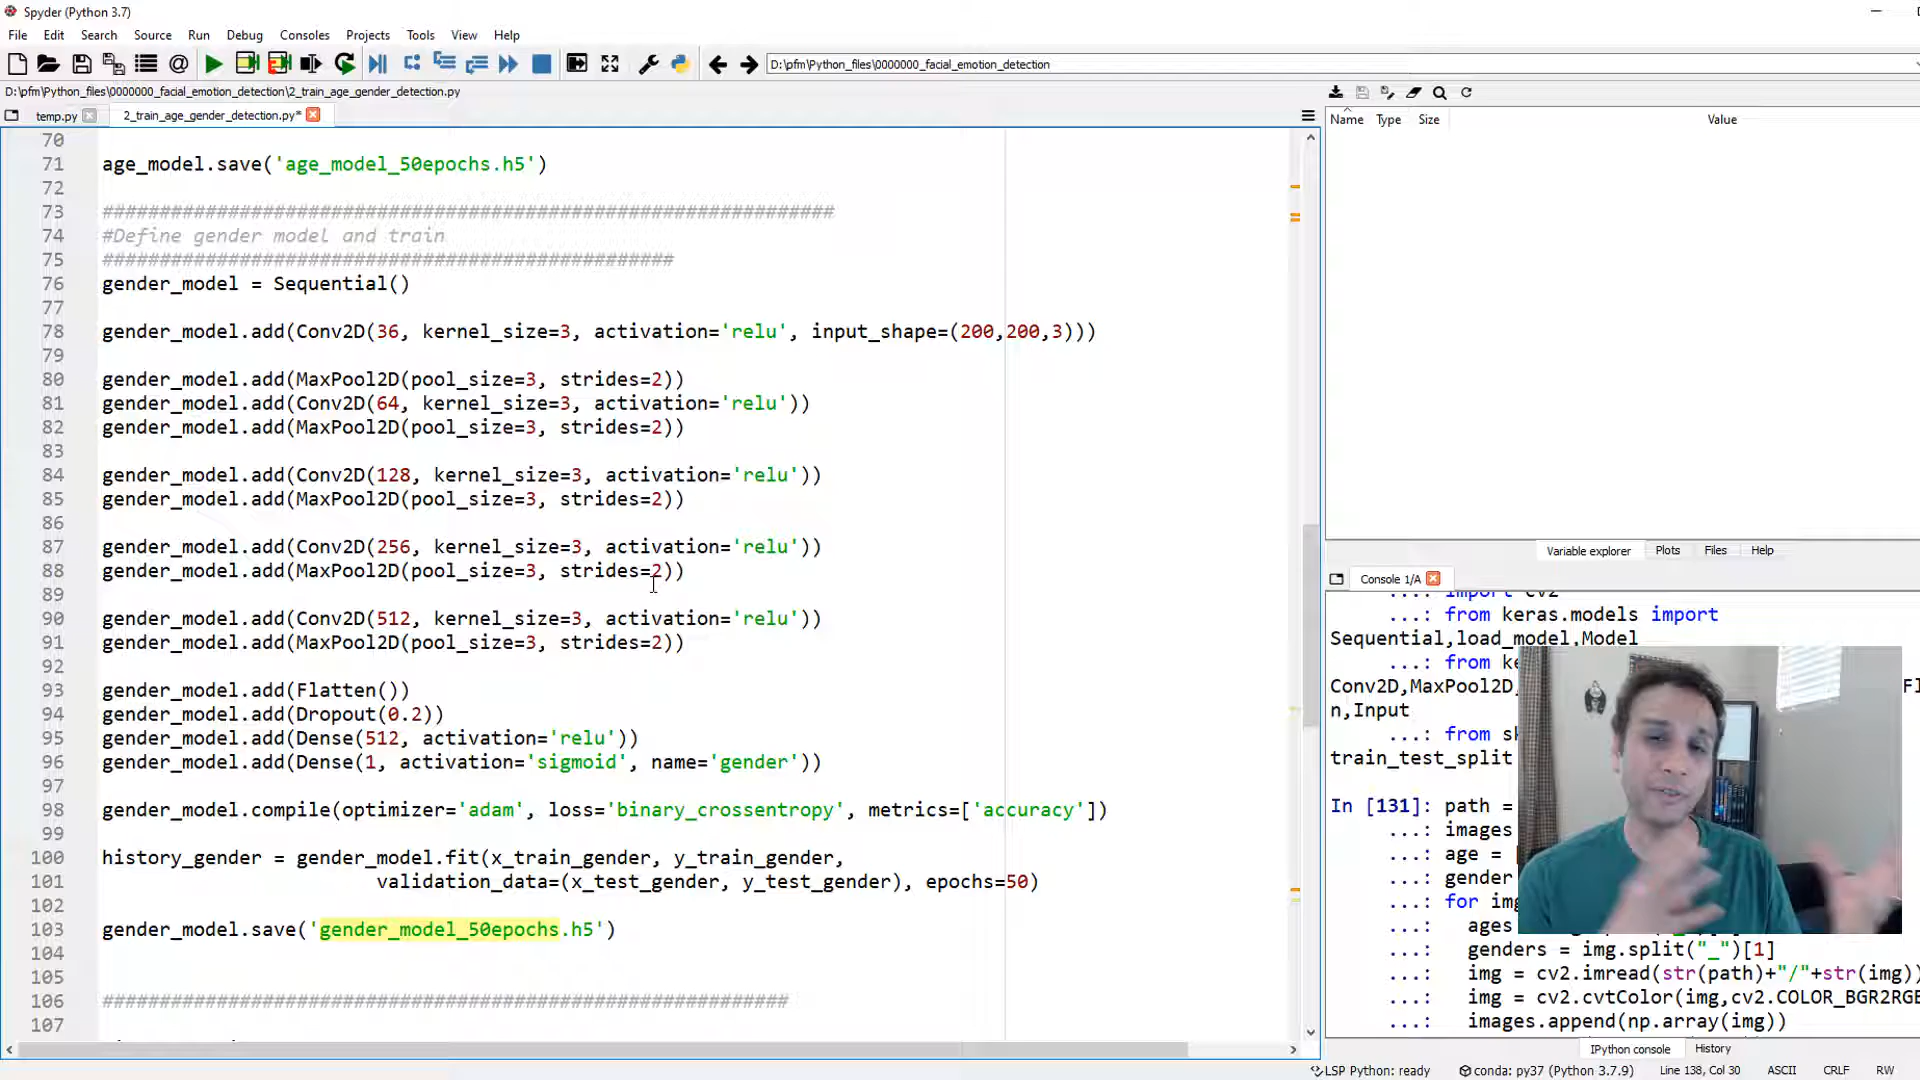 Spyder (Python 3.7)
File Edit Search Source Run Debug Consoles Projects Tools View Help
D:\pfm\Python_files\0000000_facial_emotion_detection
D:\pfm\Python_files\0000000_facial_emotion_detection\2_train_age_gender_detection.py
temp.py 2_train_age_gender_detection.py*
70
71 age_model.save('age_model_50epochs.h5')
72
73 ################################################################
74 #Define gender model and train
75 ##################################################
76 gender_model = Sequential()
77
78 gender_model.add(Conv2D(36, kernel_size=3, activation='relu', input_shape=(200,200,3)))
79
80 gender_model.add(MaxPool2D(pool_size=3, strides=2))
81 gender_model.add(Conv2D(64, kernel_size=3, activation='relu'))
82 gender_model.add(MaxPool2D(pool_size=3, strides=2))
83
84 gender_model.add(Conv2D(128, kernel_size=3, activation='relu'))
85 gender_model.add(MaxPool2D(pool_size=3, strides=2))
86
87 gender_model.add(Conv2D(256, kernel_size=3, activation='relu'))
88 gender_model.add(MaxPool2D(pool_size=3, strides=2))
89
90 gender_model.add(Conv2D(512, kernel_size=3, activation='relu'))
91 gender_model.add(MaxPool2D(pool_size=3, strides=2))
92
93 gender_model.add(Flatten())
94 gender_model.add(Dropout(0.2))
95 gender_model.add(Dense(512, activation='relu'))
96 gender_model.add(Dense(1, activation='sigmoid', name='gender'))
97
98 gender_model.compile(optimizer='adam', loss='binary_crossentropy', metrics=['accuracy'])
99
100 history_gender = gender_model.fit(x_train_gender, y_train_gender,
101 validation_data=(x_test_gender, y_test_gender), epochs=50)
102
103 gender_model.save('gender_model_50epochs.h5')
104
105
106 ############################################################
107
Name Type Size Value
Variable explorer Plots Files Help
Console 1/A
...: import cv2
...: from keras.models import
Sequential,load_model,Model
...: from
Conv2D,MaxPool2D,
n,Input
...: from
train_test_split
In [131]: path =
...: images
...: age =
...: gender
...: for
...: ages
...: genders = img.split("_")[1]
...: img = cv2.imread(str(path)+"/"+str(img))
...: img = cv2.cvtColor(img,cv2.COLOR_BGR2RGB
...: images.append(np.array(img))
IPython console History
LSP Python: ready conda: py37 (Python 3.7.9) Line 138, Col 30 ASCII CRLF RW